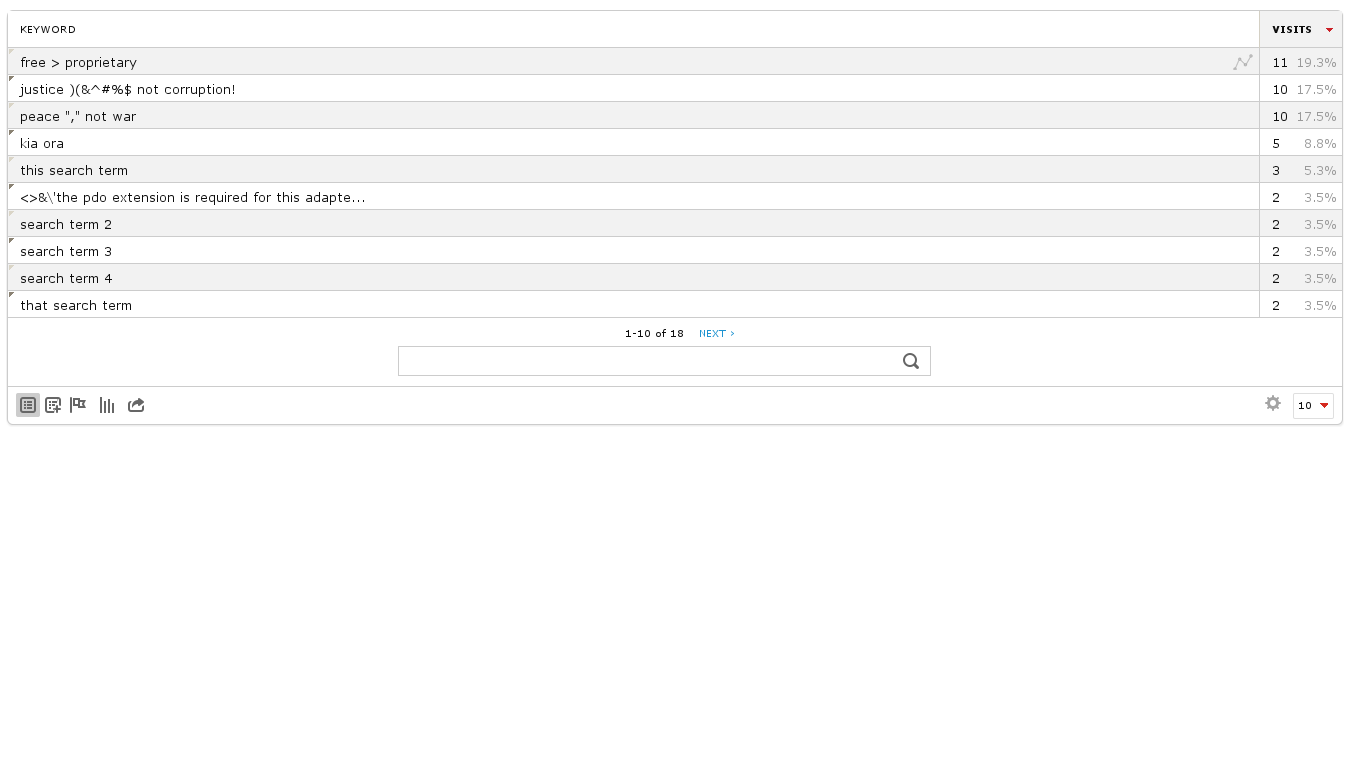 KEYWORD VISITS
free > proprietary 11 19.3%
justice )(&^#%$ not corruption! 10 17.5%
peace "," not war 10 17.5%
kia ora 5 8.8%
this search term 3 5.3%
<>&\'the pdo extension is required for this adapte... 2 3.5%
search term 2 2 3.5%
search term 3 2 3.5%
search term 4 2 3.5%
that search term 2 3.5%
1-10 of 18 NEXT ›
10